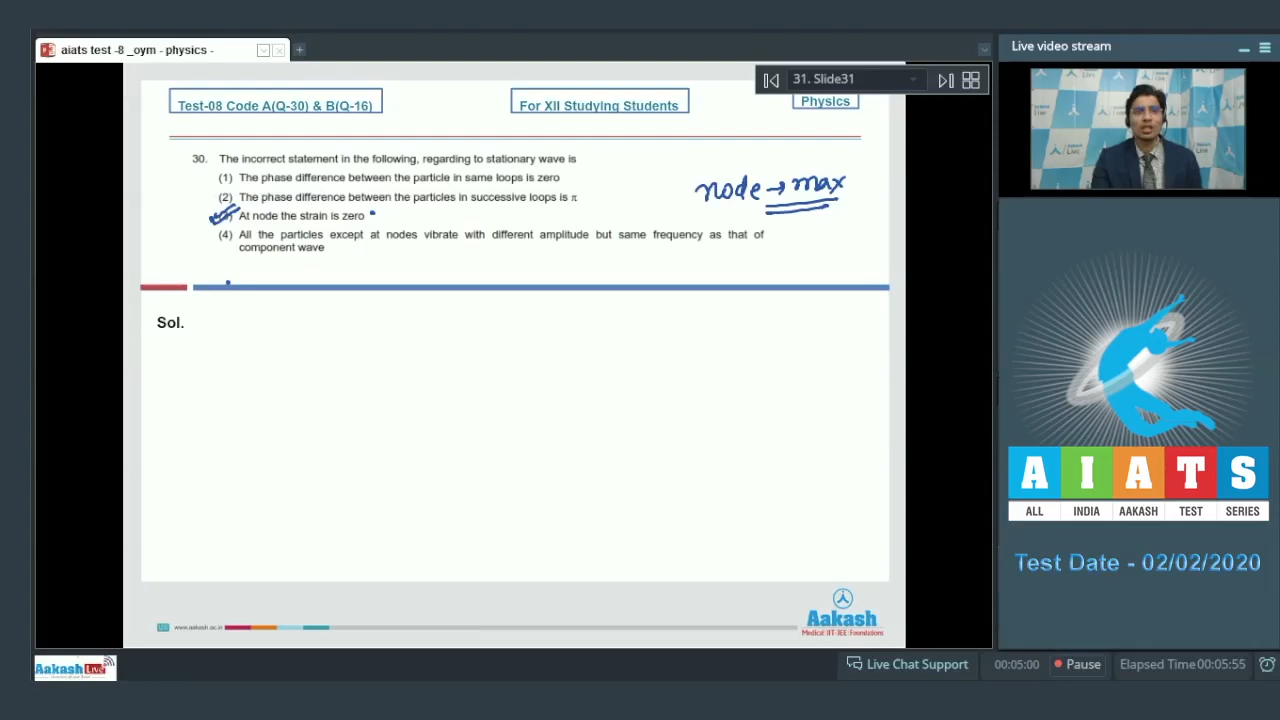 aiats test -8 _oym - physics -
Live video stream
31. Slide31
Test-08 Code A(Q-30) & B(Q-16)
For XII Studying Students
Physics
30. The incorrect statement in the following, regarding to stationary wave is
(1) The phase difference between the particle in same loops is zero
(2) The phase difference between the particles in successive loops is π
At node the strain is zero
(4) All the particles except at nodes vibrate with different amplitude but same frequency as that of
component wave
node → max
Sol.
A I A T S
ALL INDIA AAKASH TEST SERIES
Test Date - 02/02/2020
www.aakash.ac.in
Aakash
Medical|IIT-JEE|Foundations
Aakash Live
Live Chat Support
00:05:00
Pause
Elapsed Time 00:05:55